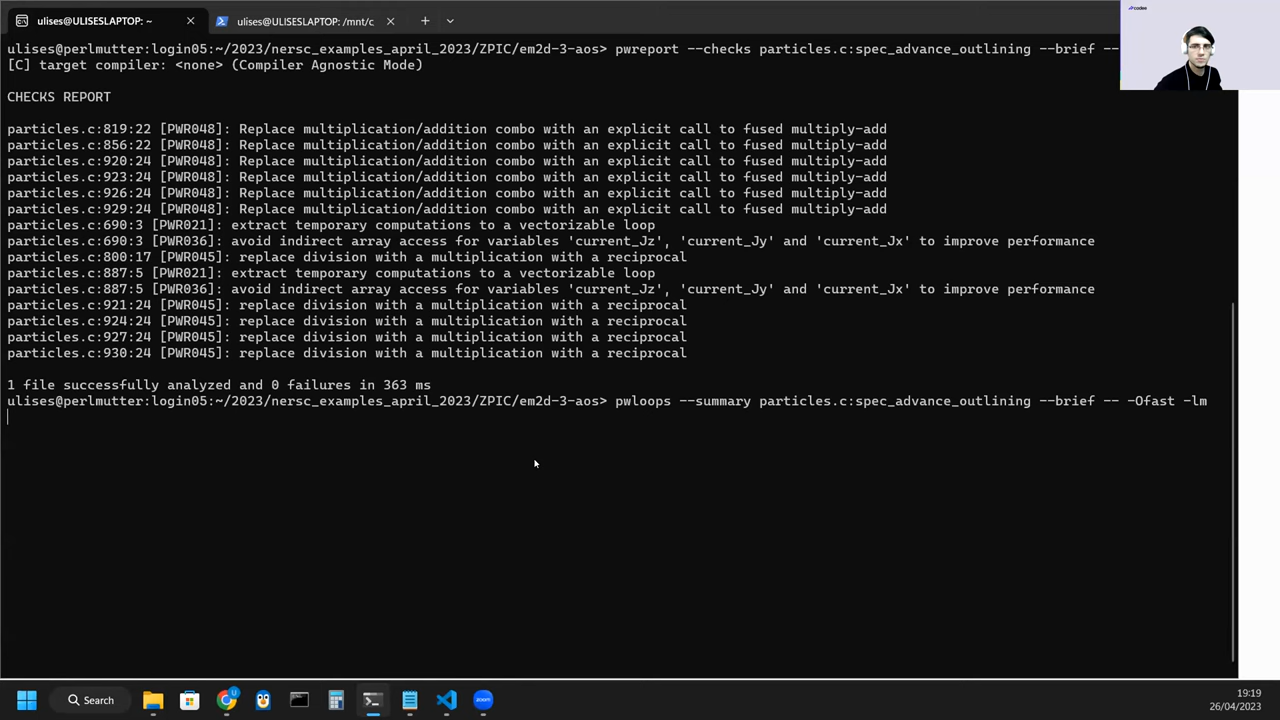 ulises@ULISESLAPTOP: ~
ulises@ULISESLAPTOP: /mnt/c
codee
ulises@perlmutter:login05:~/2023/nersc_examples_april_2023/ZPIC/em2d-3-aos> pwreport --checks particles.c:spec_advance_outlining --brief --
[C] target compiler: <none> (Compiler Agnostic Mode)
CHECKS REPORT
particles.c:819:22 [PWR048]: Replace multiplication/addition combo with an explicit call to fused multiply-add
particles.c:856:22 [PWR048]: Replace multiplication/addition combo with an explicit call to fused multiply-add
particles.c:920:24 [PWR048]: Replace multiplication/addition combo with an explicit call to fused multiply-add
particles.c:923:24 [PWR048]: Replace multiplication/addition combo with an explicit call to fused multiply-add
particles.c:926:24 [PWR048]: Replace multiplication/addition combo with an explicit call to fused multiply-add
particles.c:929:24 [PWR048]: Replace multiplication/addition combo with an explicit call to fused multiply-add
particles.c:690:3 [PWR021]: extract temporary computations to a vectorizable loop
particles.c:690:3 [PWR036]: avoid indirect array access for variables 'current_Jz', 'current_Jy' and 'current_Jx' to improve performance
particles.c:800:17 [PWR045]: replace division with a multiplication with a reciprocal
particles.c:887:5 [PWR021]: extract temporary computations to a vectorizable loop
particles.c:887:5 [PWR036]: avoid indirect array access for variables 'current_Jz', 'current_Jy' and 'current_Jx' to improve performance
particles.c:921:24 [PWR045]: replace division with a multiplication with a reciprocal
particles.c:924:24 [PWR045]: replace division with a multiplication with a reciprocal
particles.c:927:24 [PWR045]: replace division with a multiplication with a reciprocal
particles.c:930:24 [PWR045]: replace division with a multiplication with a reciprocal
1 file successfully analyzed and 0 failures in 363 ms
ulises@perlmutter:login05:~/2023/nersc_examples_april_2023/ZPIC/em2d-3-aos> pwloops --summary particles.c:spec_advance_outlining --brief -- -Ofast -lm
Search
zoom
19:19
26/04/2023